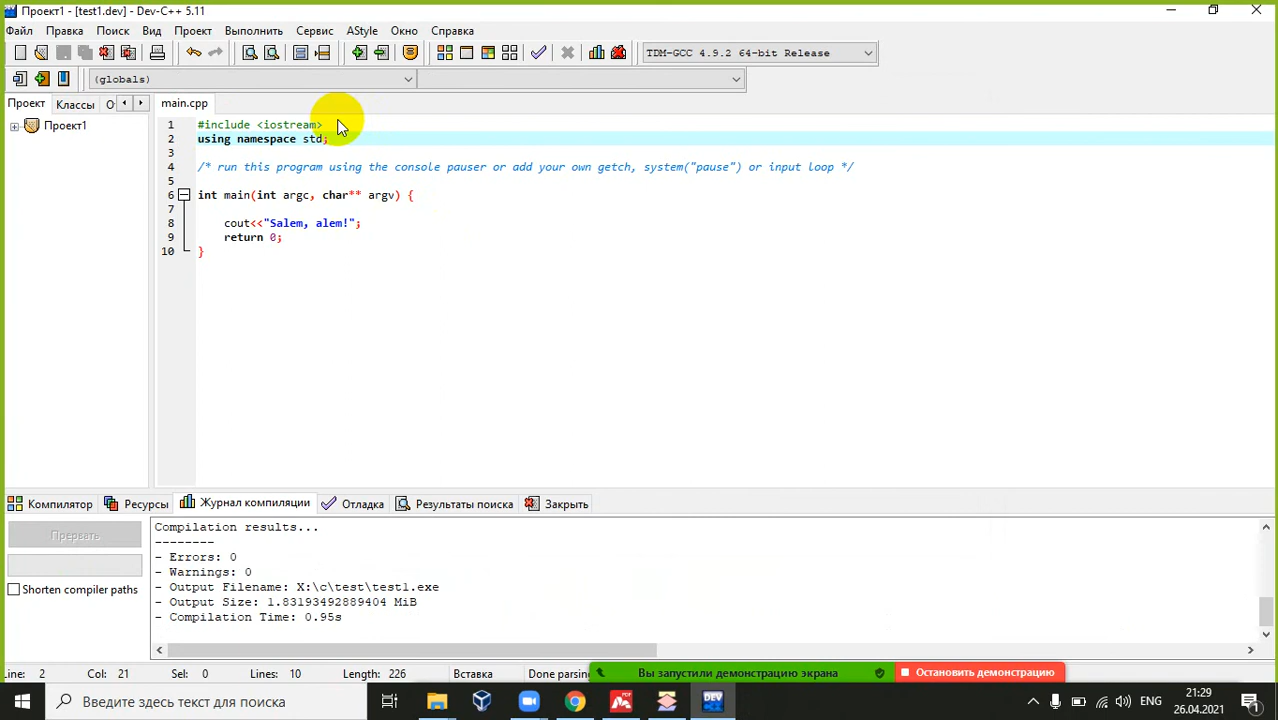 Проект1 - [test1.dev] - Dev-C++ 5.11
Файл Правка Поиск Вид Проект Выполнить Сервис AStyle Окно Справка
TDM-GCC 4.9.2 64-bit Release
(globals)
Проект Классы О main.cpp
Проект1
1 #include <iostream>
2 using namespace std;
3
4 /* run this program using the console pauser or add your own getch, system("pause") or input loop */
5
6 int main(int argc, char** argv) {
7
8 cout<<"Salem, alem!";
9 return 0;
10 }
Компилятор Ресурсы Журнал компиляции Отладка Результаты поиска Закрыть
Прервать
Shorten compiler paths
Compilation results...
--------
- Errors: 0
- Warnings: 0
- Output Filename: X:\c\test\test1.exe
- Output Size: 1.83193492889404 MiB
- Compilation Time: 0.95s
Line: 2 Col: 21 Sel: 0 Lines: 10 Length: 226 Вставка Done parsing
Вы запустили демонстрацию экрана Остановить демонстрацию
Введите здесь текст для поиска
ENG 21:29
26.04.2021
1